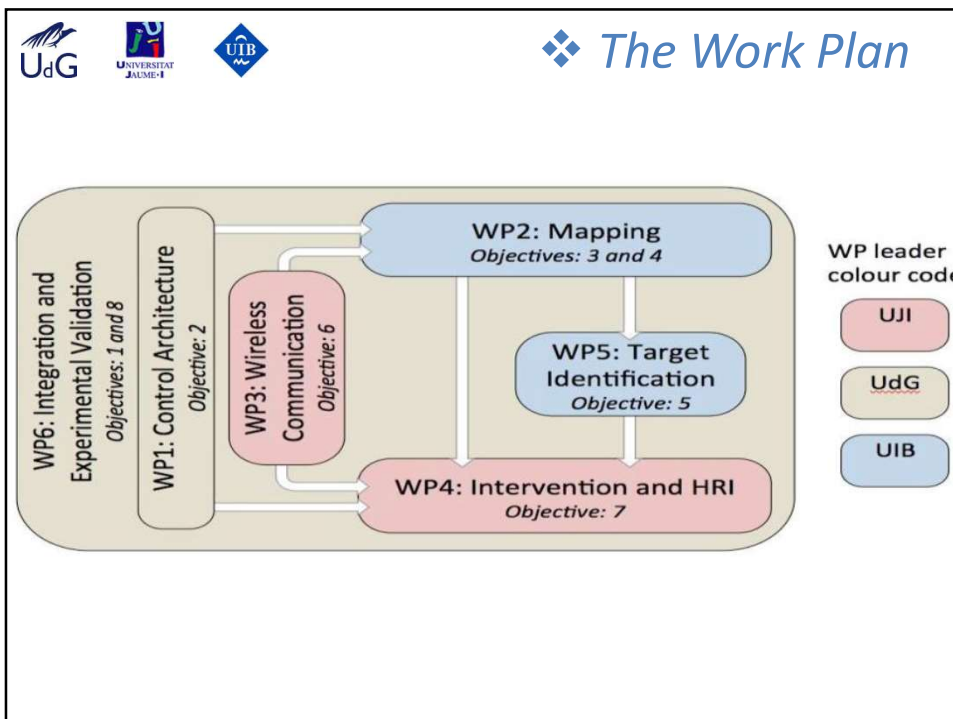 UdG
UNIVERSITAT
JAUME·I
UIB
❖ The Work Plan
WP6: Integration and
Experimental Validation
Objectives: 1 and 8
WP1: Control Architecture
Objective: 2
WP3: Wireless
Communication
Objective: 6
WP2: Mapping
Objectives: 3 and 4
WP5: Target
Identification
Objective: 5
WP4: Intervention and HRI
Objective: 7
WP leader
colour code
UJI
UdG
UIB